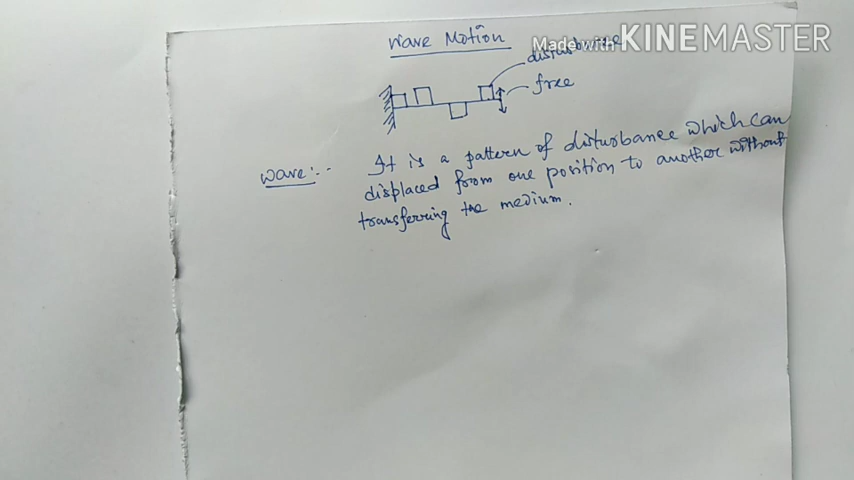 Wave Motion
Made with KINEMASTER
disturbance
free
Wave:- It is a pattern of disturbance which can
displaced from one position to another without
transferring the medium.